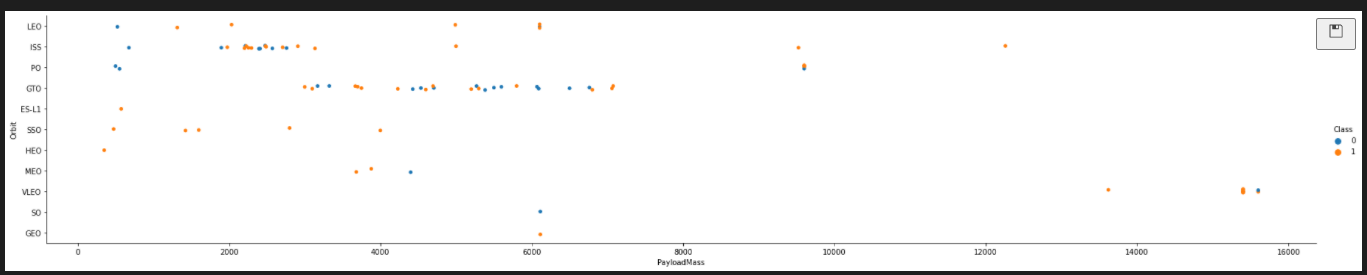 LEO
ISS
PO
GTO
ES-L1
SSO
HEO
MEO
VLEO
SO
GEO
Orbit
0 2000 4000 6000 8000 10000 12000 14000 16000
PayloadMass
Class
0
1